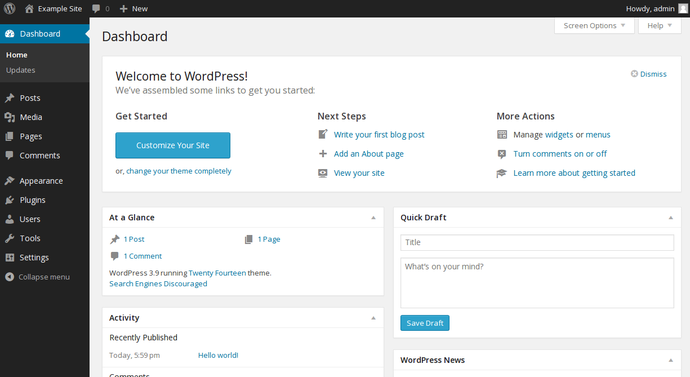 Example Site 0 New Howdy, admin
Dashboard
Home
Updates
Posts
Media
Pages
Comments
Appearance
Plugins
Users
Tools
Settings
Collapse menu
Screen Options Help
Dashboard
Welcome to WordPress!
We've assembled some links to get you started:
Dismiss
Get Started
Customize Your Site
or, change your theme completely
Next Steps
Write your first blog post
Add an About page
View your site
More Actions
Manage widgets or menus
Turn comments on or off
Learn more about getting started
At a Glance
1 Post 1 Page
1 Comment
WordPress 3.9 running Twenty Fourteen theme.
Search Engines Discouraged
Activity
Recently Published
Today, 5:59 pm Hello world!
Comments
Quick Draft
Title
What's on your mind?
Save Draft
WordPress News